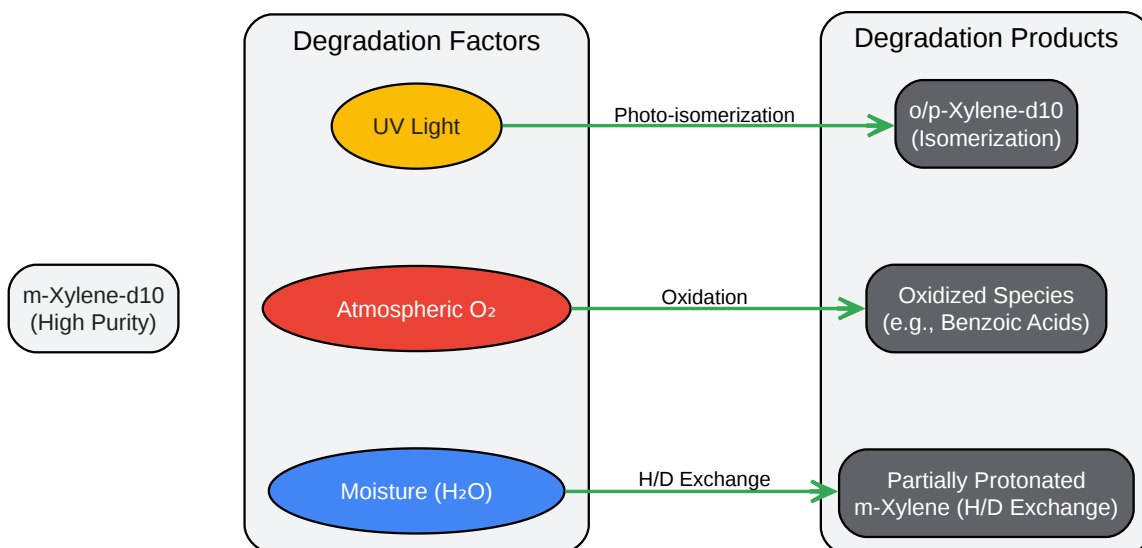 Degradation Factors
Degradation Products
UV Light
Photo-isomerization
o/p-Xylene-d10
(Isomerization)
m-Xylene-d10
(High Purity)
Atmospheric O₂
Oxidation
Oxidized Species
(e.g., Benzoic Acids)
Moisture (H₂O)
H/D Exchange
Partially Protonated
m-Xylene (H/D Exchange)